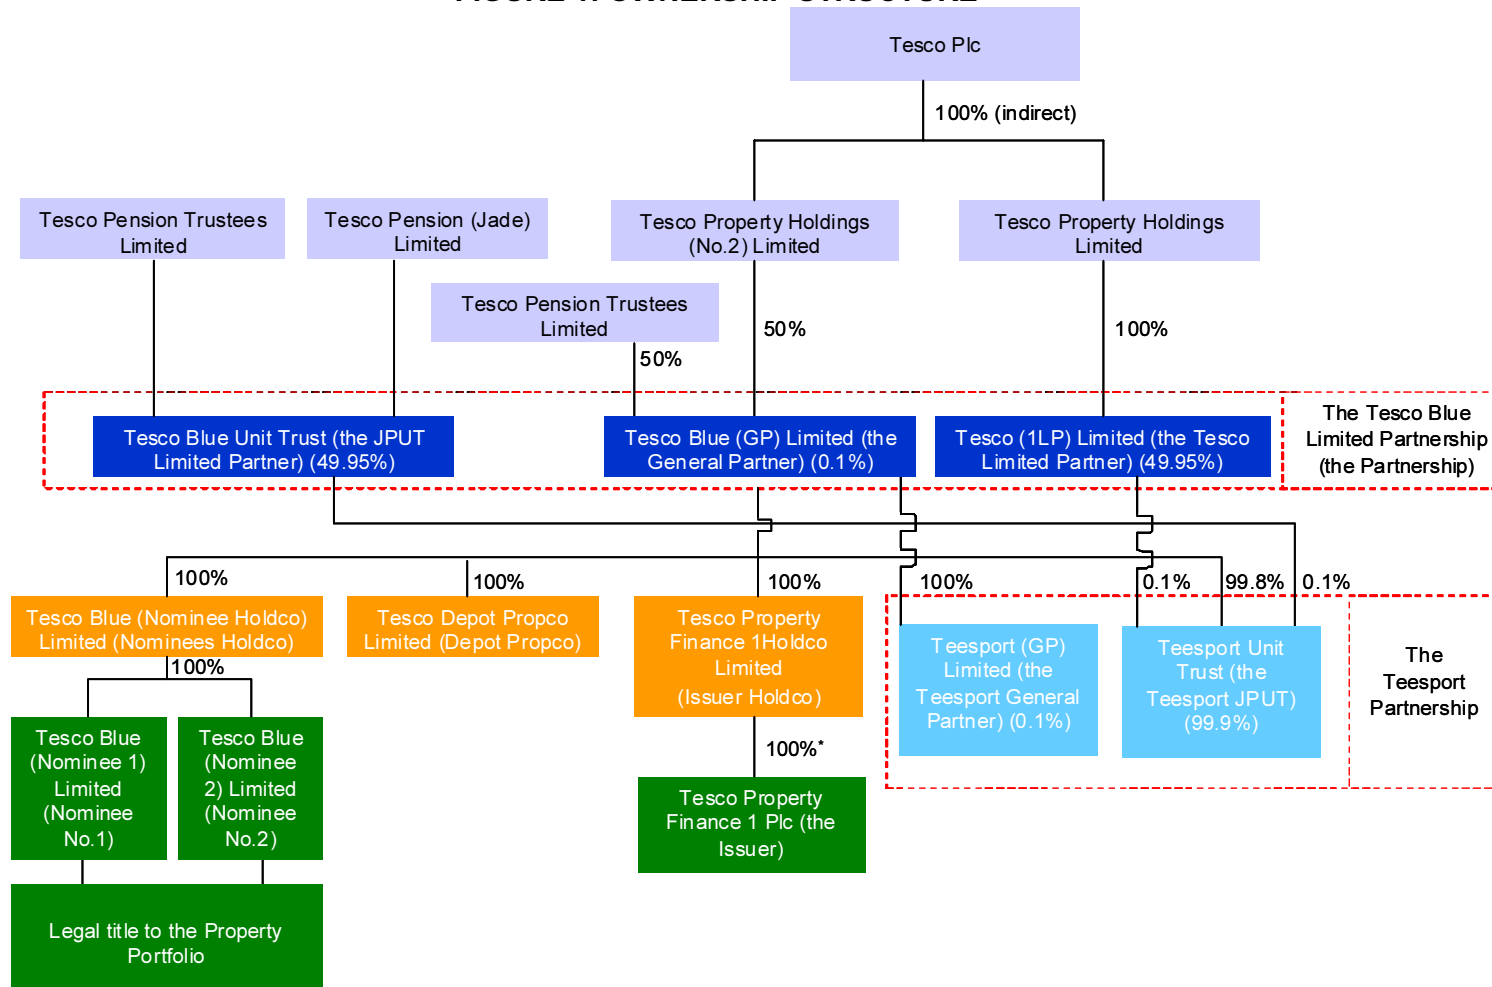 FIGURE 1: OWNERSHIP STRUCTURE
Tesco Plc
100% (indirect)
Tesco Pension Trustees
Limited
Tesco Pension (Jade)
Limited
Tesco Property Holdings
(No.2) Limited
Tesco Property Holdings
Limited
Tesco Pension Trustees
Limited
50%
50%
100%
Tesco Blue Unit Trust (the JPUT
Limited Partner) (49.95%)
Tesco Blue (GP) Limited (the
General Partner) (0.1%)
Tesco (1LP) Limited (the Tesco
Limited Partner) (49.95%)
The Tesco Blue
Limited Partnership
(the Partnership)
100%
100%
100%
100%
0.1%
99.8%
0.1%
Tesco Blue (Nominee Holdco)
Limited (Nominees Holdco)
Tesco Depot Propco
Limited (Depot Propco)
Tesco Property
Finance 1Holdco
Limited
(Issuer Holdco)
Teesport (GP)
Limited (the
Teesport General
Partner) (0.1%)
Teesport Unit
Trust (the
Teesport JPUT)
(99.9%)
The
Teesport
Partnership
100%
Tesco Blue
(Nominee 1)
Limited
(Nominee
No.1)
Tesco Blue
(Nominee
2) Limited
(Nominee
No.2)
100%*
Tesco Property
Finance 1 Plc (the
Issuer)
Legal title to the Property
Portfolio